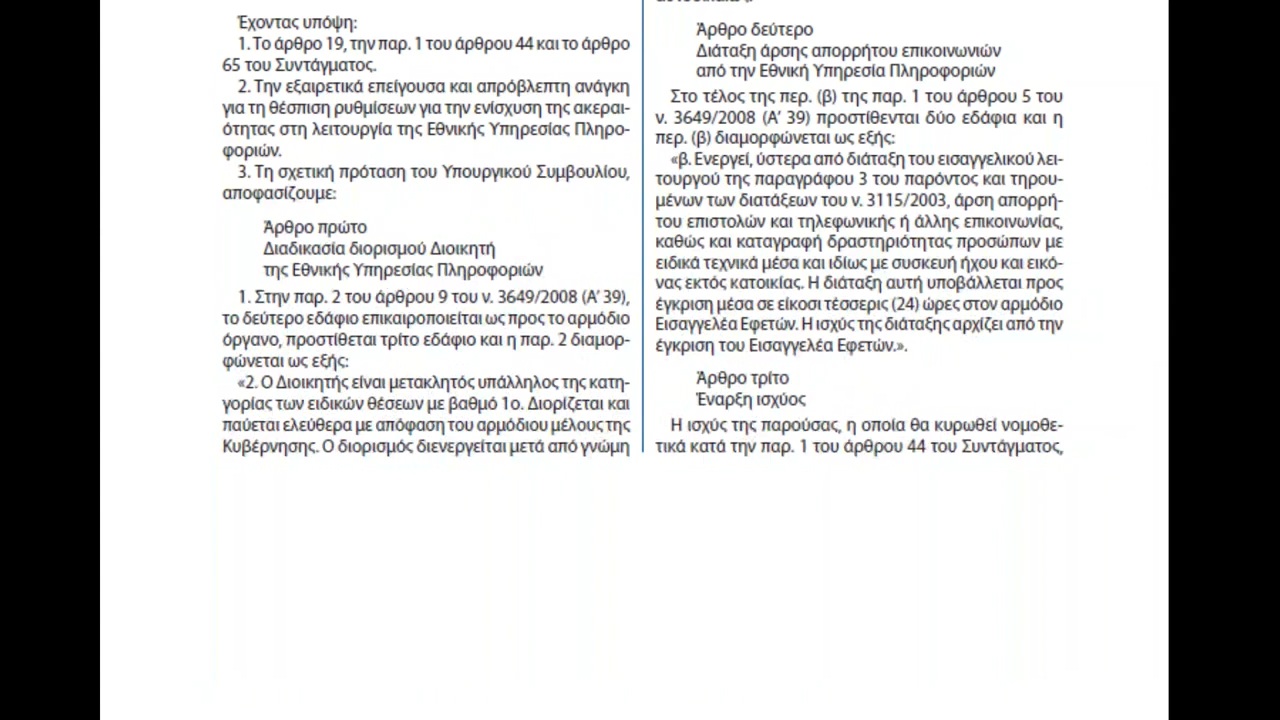 Έχοντας υπόψη:
1. Το άρθρο 19, την παρ. 1 του άρθρου 44 και το άρθρο
65 του Συντάγματος.
2. Την εξαιρετικά επείγουσα και απρόβλεπτη ανάγκη
για τη θέσπιση ρυθμίσεων για την ενίσχυση της ακεραι-
ότητας στη λειτουργία της Εθνικής Υπηρεσίας Πληρο-
φοριών.
3. Τη σχετική πρόταση του Υπουργικού Συμβουλίου,
αποφασίζουμε:
Άρθρο πρώτο
Διαδικασία διορισμού Διοικητή
της Εθνικής Υπηρεσίας Πληροφοριών
1. Στην παρ. 2 του άρθρου 9 του ν. 3649/2008 (Α’ 39),
το δεύτερο εδάφιο επικαιροποιείται ως προς το αρμόδιο
όργανο, προστίθεται τρίτο εδάφιο και η παρ. 2 διαμορ-
φώνεται ως εξής:
«2. Ο Διοικητής είναι μετακλητός υπάλληλος της κατη-
γορίας των ειδικών θέσεων με βαθμό 1ο. Διορίζεται και
παύεται ελεύθερα με απόφαση του αρμόδιου μέλους της
Κυβέρνησης. Ο διορισμός διενεργείται μετά από γνώμη
Άρθρο δεύτερο
Διάταξη άρσης απορρήτου επικοινωνιών
από την Εθνική Υπηρεσία Πληροφοριών
Στο τέλος της περ. (β) της παρ. 1 του άρθρου 5 του
ν. 3649/2008 (Α’ 39) προστίθενται δύο εδάφια και η
περ. (β) διαμορφώνεται ως εξής:
«β. Ενεργεί, ύστερα από διάταξη του εισαγγελικού λει-
τουργού της παραγράφου 3 του παρόντος και τηρου-
μένων των διατάξεων του ν. 3115/2003, άρση απορρή-
του επιστολών και τηλεφωνικής ή άλλης επικοινωνίας,
καθώς και καταγραφή δραστηριότητας προσώπων με
ειδικά τεχνικά μέσα και ιδίως με συσκευή ήχου και εικό-
νας εκτός κατοικίας. Η διάταξη αυτή υποβάλλεται προς
έγκριση μέσα σε είκοσι τέσσερις (24) ώρες στον αρμόδιο
Εισαγγελέα Εφετών. Η ισχύς της διάταξης αρχίζει από την
έγκριση του Εισαγγελέα Εφετών.».
Άρθρο τρίτο
Έναρξη ισχύος
Η ισχύς της παρούσας, η οποία θα κυρωθεί νομοθε-
τικά κατά την παρ. 1 του άρθρου 44 του Συντάγματος,